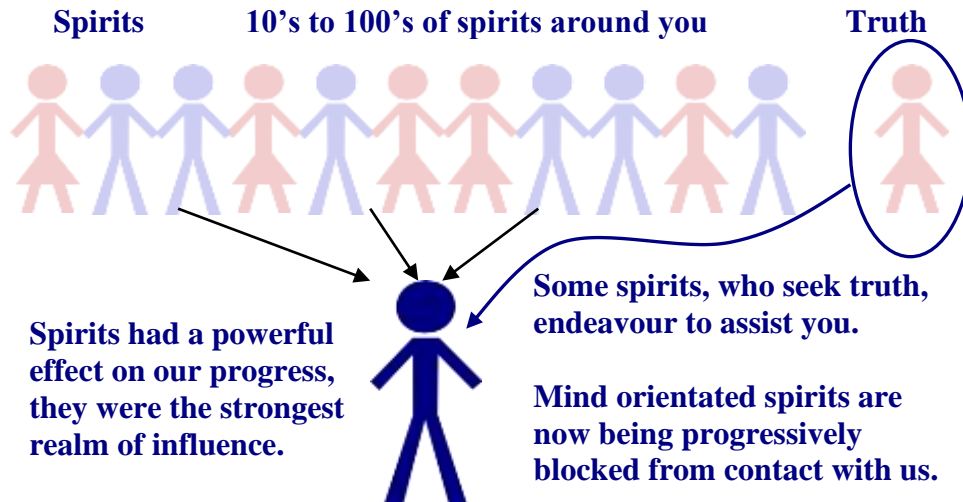 Spirits
10’s to 100’s of spirits around you
Truth
Spirits had a powerful
effect on our progress,
they were the strongest
realm of influence.
Some spirits, who seek truth,
endeavour to assist you.
Mind orientated spirits are
now being progressively
blocked from contact with us.